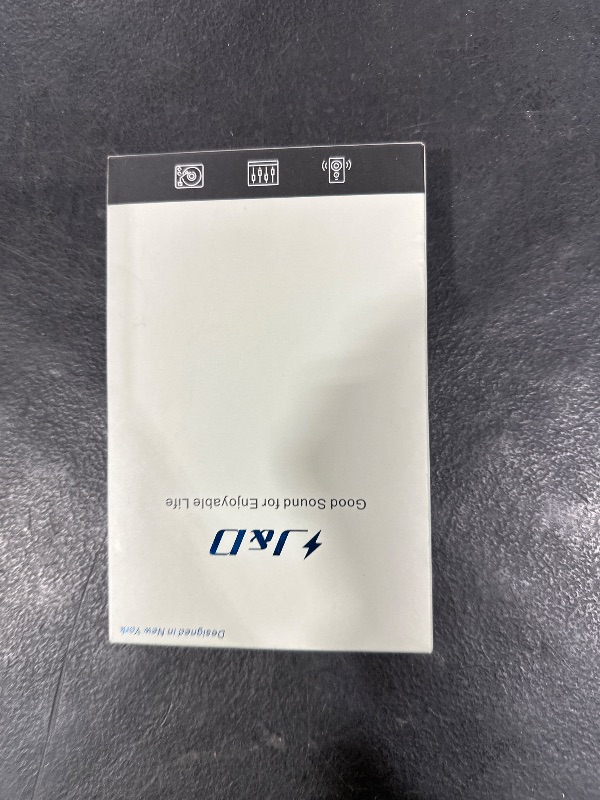 Designed in New York
J&D
Good Sound for Enjoyable Life